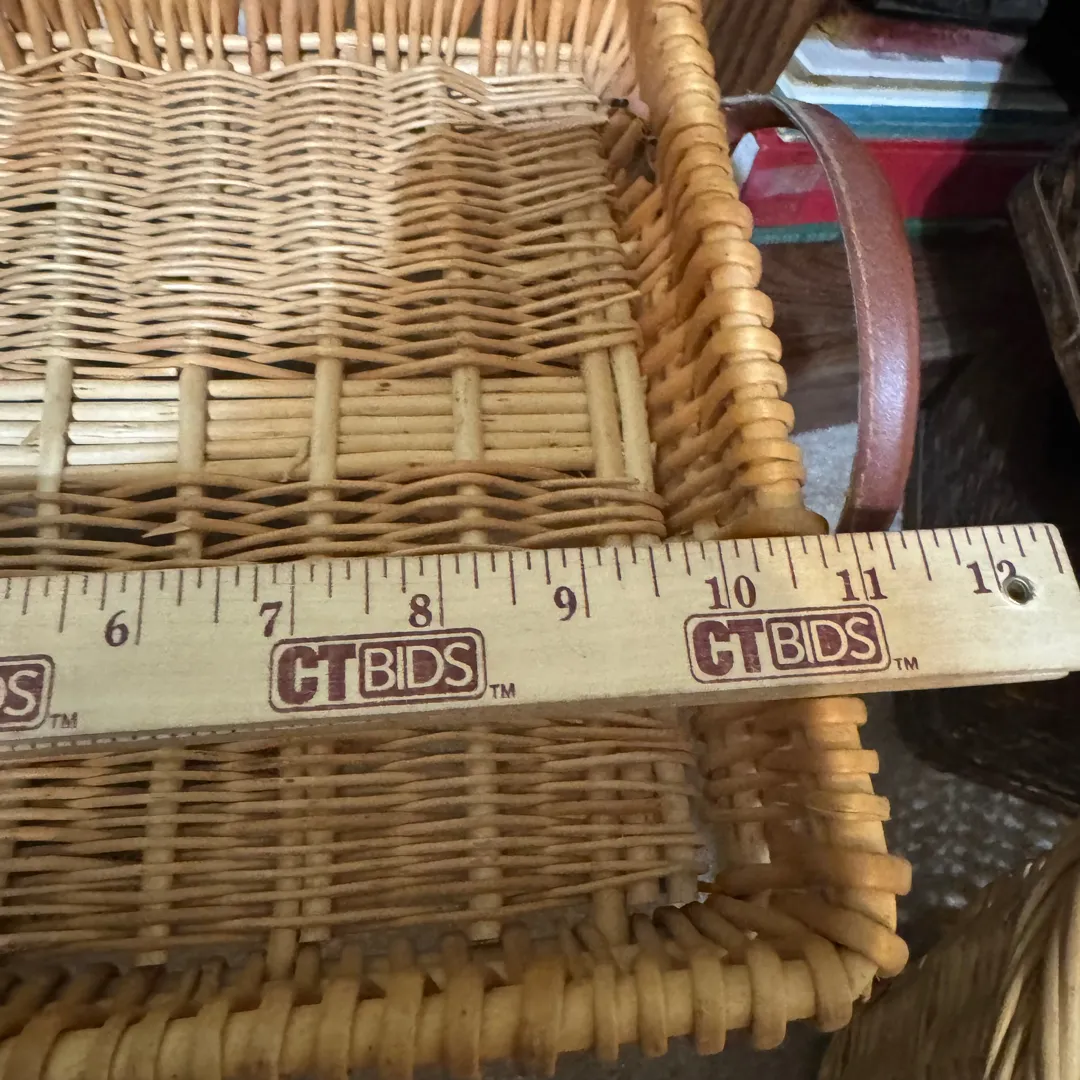 6 7 8 9 10 11 12
DS TM CTBIDS TM CTBIDS TM